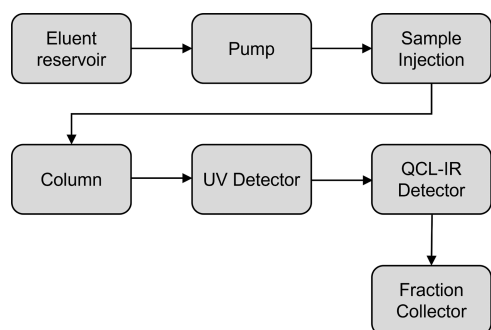 Eluent
reservoir
Pump
Sample
Injection
Column
UV Detector
QCL-IR
Detector
Fraction
Collector